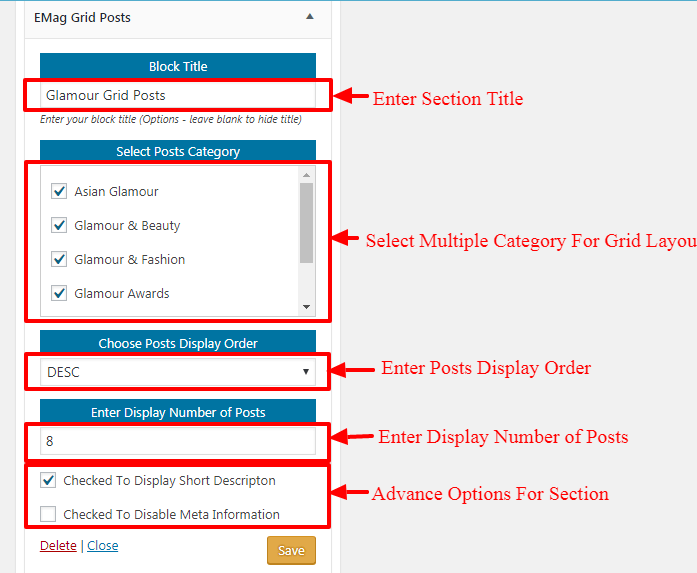 EMag Grid Posts
Block Title
Glamour Grid Posts
Enter Section Title
Enter your block title (Options - leave blank to hide title)
Select Posts Category
Asian Glamour
Glamour & Beauty
Select Multiple Category For Grid Layou
Glamour & Fashion
Glamour Awards
Choose Posts Display Order
DESC
Enter Posts Display Order
Enter Display Number of Posts
8
Enter Display Number of Posts
Checked To Display Short Descripton
Advance Options For Section
Checked To Disable Meta Information
Delete | Close
Save